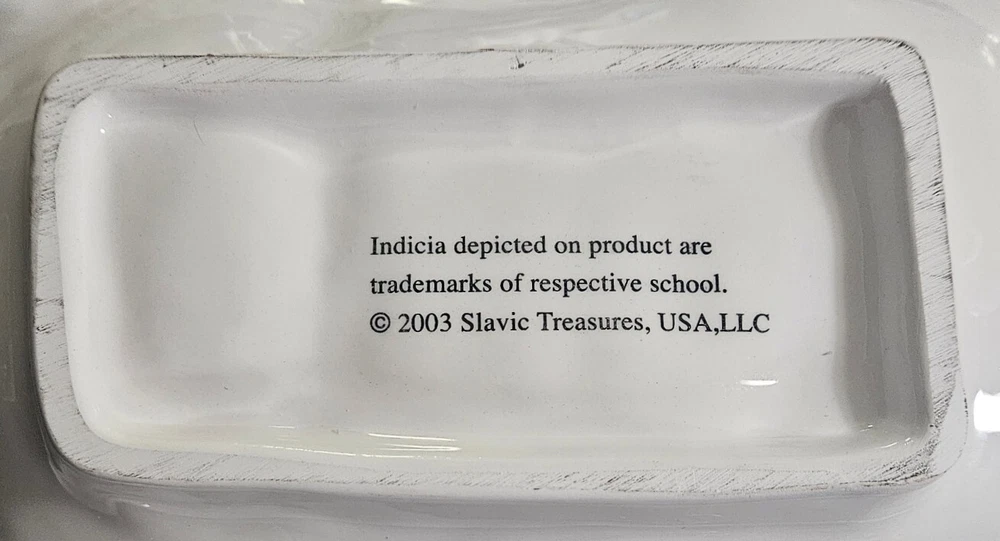 Indicia depicted on product are
trademarks of respective school.
© 2003 Slavic Treasures, USA,LLC